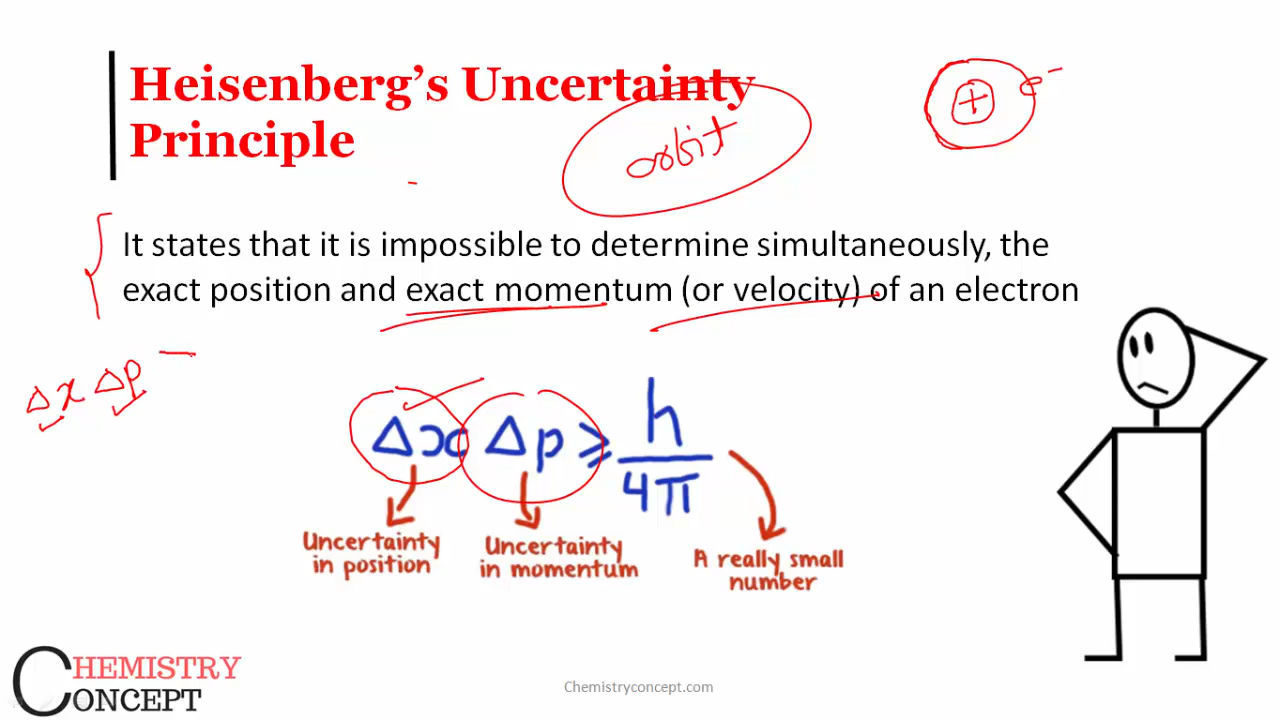 Heisenberg's Uncertainty
Principle
orbit
+
e-
It states that it is impossible to determine simultaneously, the
exact position and exact momentum (or velocity) of an electron
Δx Δp
Δx Δp ≥ h
4π
Uncertainty
in position
Uncertainty
in momentum
A really small
number
CHEMISTRY
CONCEPT
Chemistryconcept.com